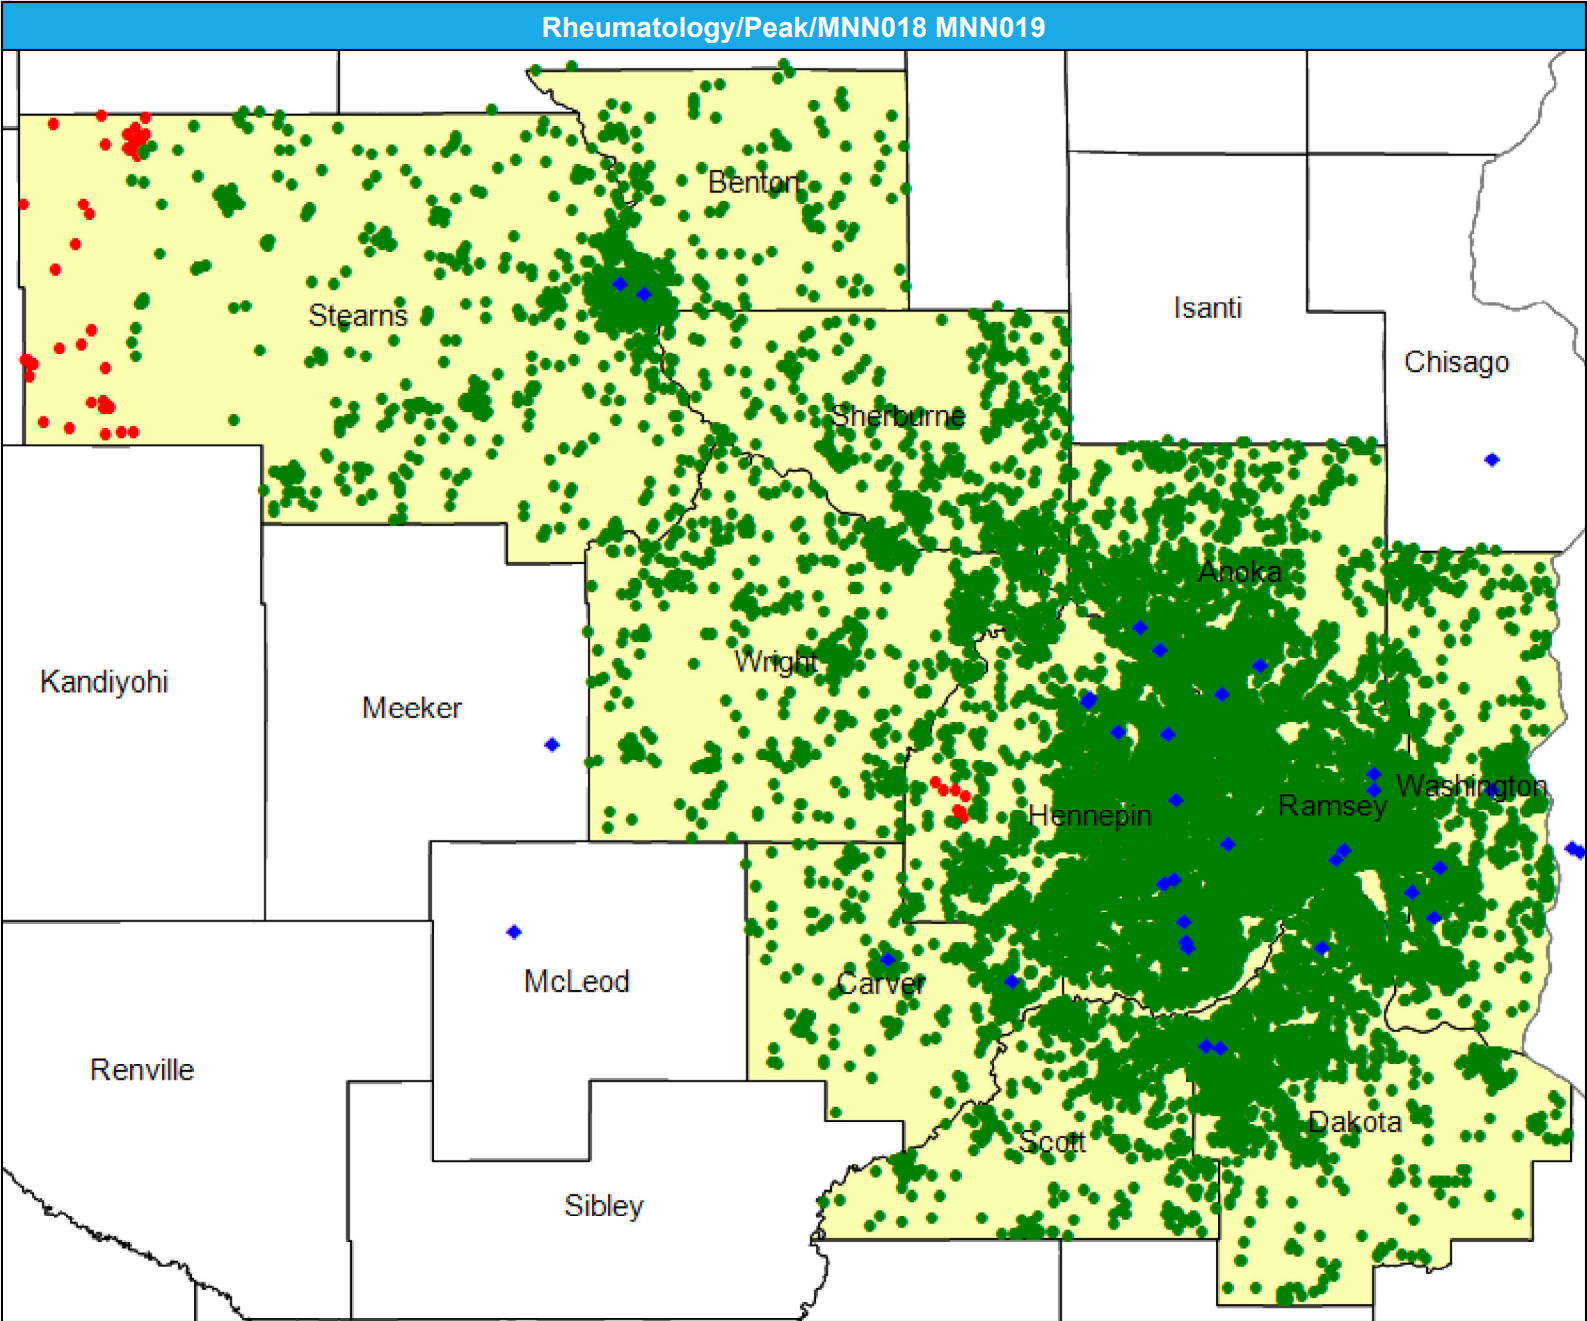 Rheumatology/Peak/MNN018 MNN019
Benton
Isanti
Stearns
Chisago
Sherburne
Anoka
Wright
Kandiyohi
Meeker
Washington
Ramsey
Hennepin
McLeod
Carver
Renville
Dakota
Scott
Sibley